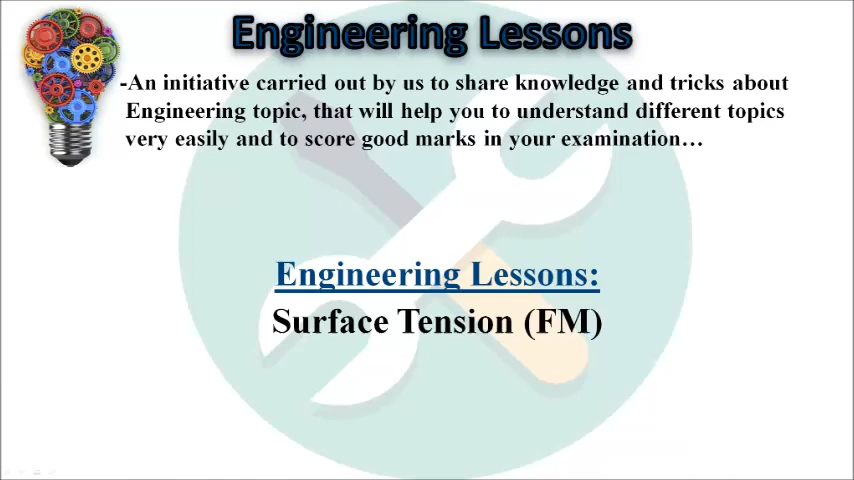 Engineering Lessons
-An initiative carried out by us to share knowledge and tricks about
Engineering topic, that will help you to understand different topics
very easily and to score good marks in your examination…
Engineering Lessons:
Surface Tension (FM)